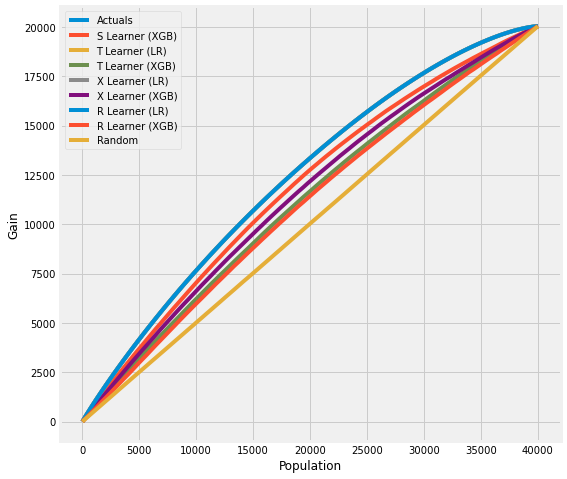 Actuals
S Learner (XGB)
T Learner (LR)
T Learner (XGB)
X Learner (LR)
X Learner (XGB)
R Learner (LR)
R Learner (XGB)
Random
20000
17500
15000
12500
10000
7500
5000
2500
0
Gain
0 5000 10000 15000 20000 25000 30000 35000 40000
Population